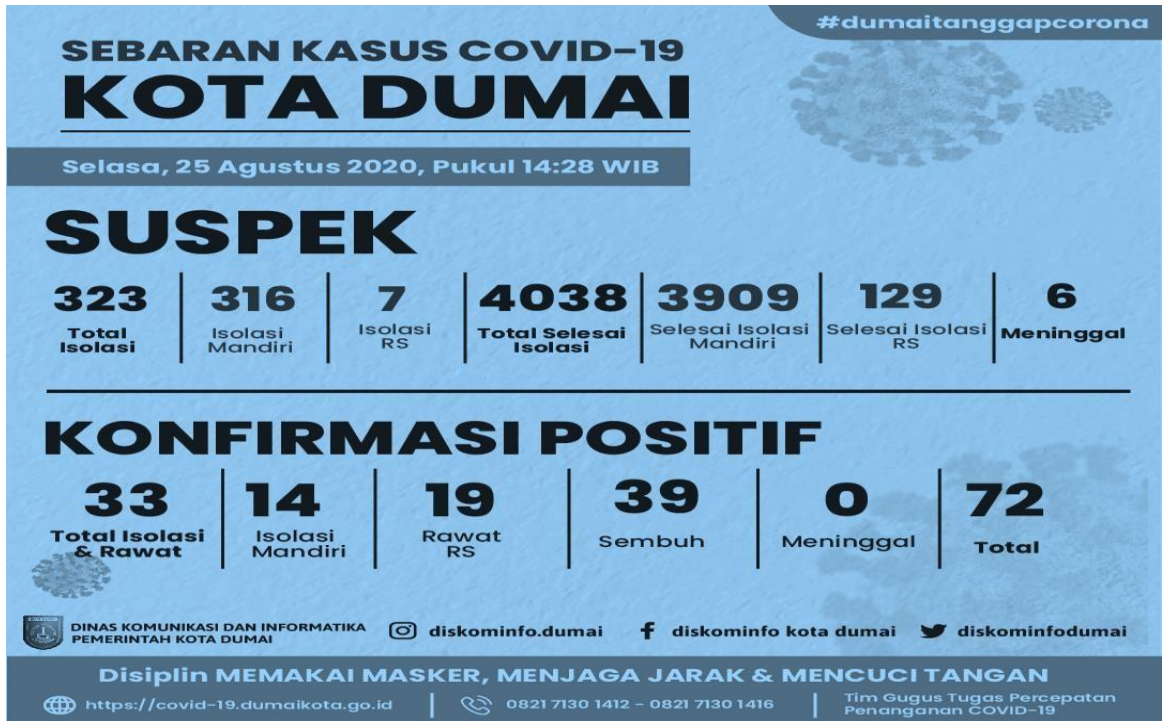 #dumaitanggapcorona
SEBARAN KASUS COVID-19
KOTA DUMAI
Selasa, 25 Agustus 2020, Pukul 14:28 WIB
SUSPEK
323
Total
Isolasi
316
Isolasi
Mandiri
7
Isolasi
RS
4038
Total Selesai
Isolasi
3909
Selesai Isolasi
Mandiri
129
Selesai Isolasi
RS
6
Meninggal
KONFIRMASI POSITIF
33
Total Isolasi
& Rawat
14
Isolasi
Mandiri
19
Rawat
RS
39
Sembuh
0
Meninggal
72
Total
DINAS KOMUNIKASI DAN INFORMATIKA
PEMERINTAH KOTA DUMAI
diskominfo.dumai
diskominfo kota dumai
diskominfodumai
Disiplin MEMAKAI MASKER, MENJAGA JARAK & MENCUCI TANGAN
https://covid-19.dumaikota.go.id
0821 7130 1412 - 0821 7130 1416
Tim Gugus Tugas Percepatan
Penanganan COVID-19